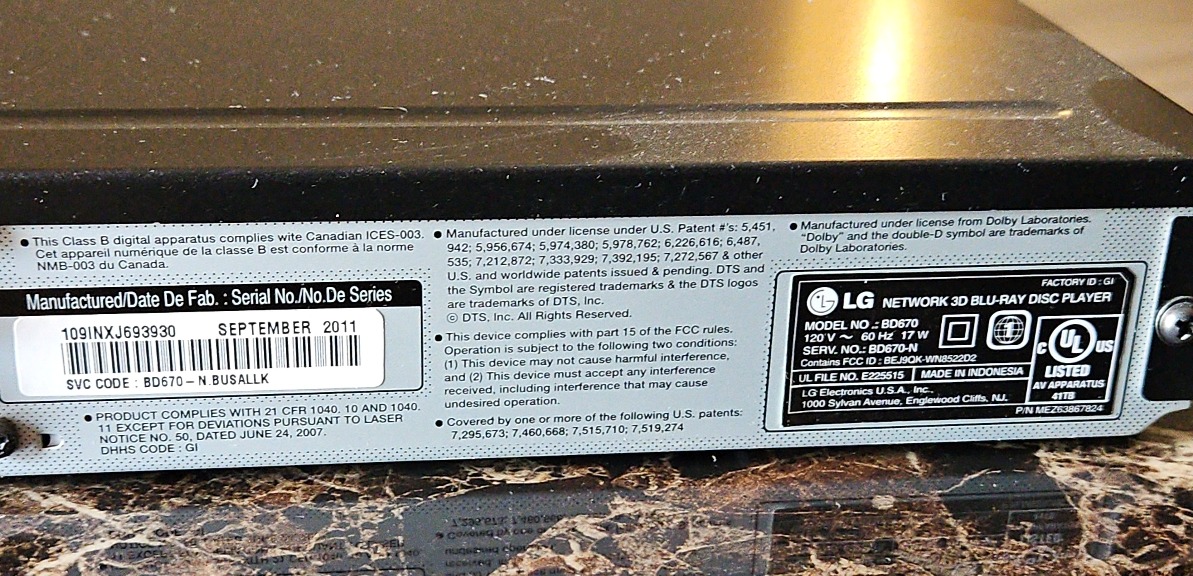 ● This Class B digital apparatus complies wite Canadian ICES-003.
Cet appareil numérique de la classe B est conforme à la norme
NMB-003 du Canada.
Manufactured/Date De Fab. : Serial No./No.De Series
109INXJ693930 SEPTEMBER 2011
SVC CODE : BD670-N.BUSALLK
● PRODUCT COMPLIES WITH 21 CFR 1040. 10 AND 1040.
11 EXCEPT FOR DEVIATIONS PURSUANT TO LASER
NOTICE NO. 50, DATED JUNE 24, 2007.
DHHS CODE : GI
● Manufactured under license under U.S. Patent #'s: 5,451,
942; 5,956,674; 5,974,380; 5,978,762; 6,226,616; 6,487,
535; 7,212,872; 7,333,929; 7,392,195; 7,272,567 & other
U.S. and worldwide patents issued & pending. DTS and
the Symbol are registered trademarks & the DTS logos
are trademarks of DTS, Inc.
© DTS, Inc. All Rights Reserved.
● This device complies with part 15 of the FCC rules.
Operation is subject to the following two conditions:
(1) This device may not cause harmful interference,
and (2) This device must accept any interference
received, including interference that may cause
undesired operation.
● Covered by one or more of the following U.S. patents:
7,295,673; 7,460,668; 7,515,710; 7,519,274
● Manufactured under license from Dolby Laboratories.
“Dolby” and the double-D symbol are trademarks of
Dolby Laboratories.
FACTORY ID : GI
LG NETWORK 3D BLU-RAY DISC PLAYER
MODEL NO .: BD670
120 V ~ 60 Hz 17 W
SERV. NO.: BD670-N
Contains FCC ID : BEJ9QK-WN8522D2
UL FILE NO. E225515 MADE IN INDONESIA
LG Electronics U.S.A., Inc.,
1000 Sylvan Avenue, Englewood Cliffs, NJ.
1
C UL US
LISTED
AV APPARATUS
41TB
P/N MEZ63867824